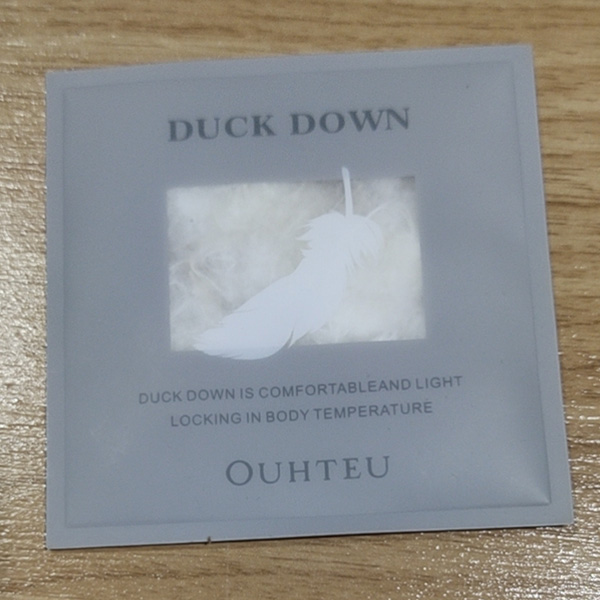 DUCK DOWN
DUCK DOWN IS COMFORTABLEAND LIGHT
LOCKING IN BODY TEMPERATURE
OUHTEU